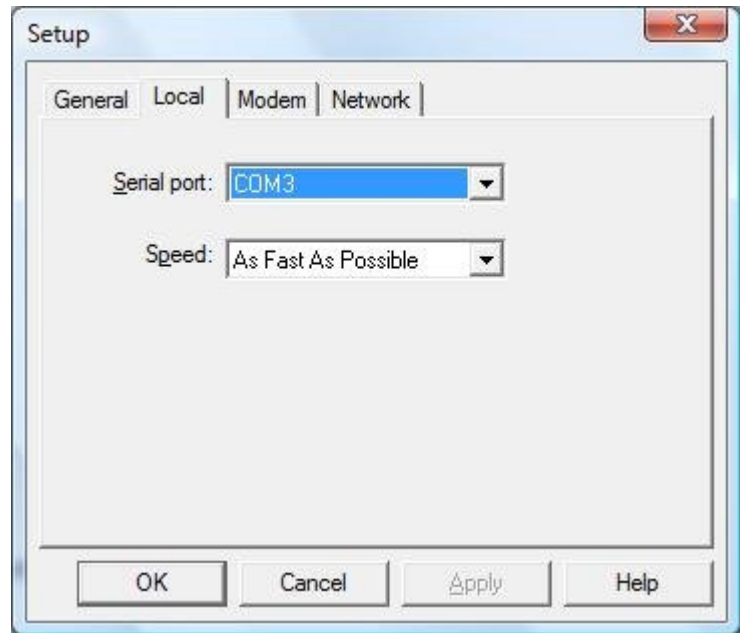 Setup
General Local Modem Network
Serial port: COM3
Speed: As Fast As Possible
OK Cancel Apply Help